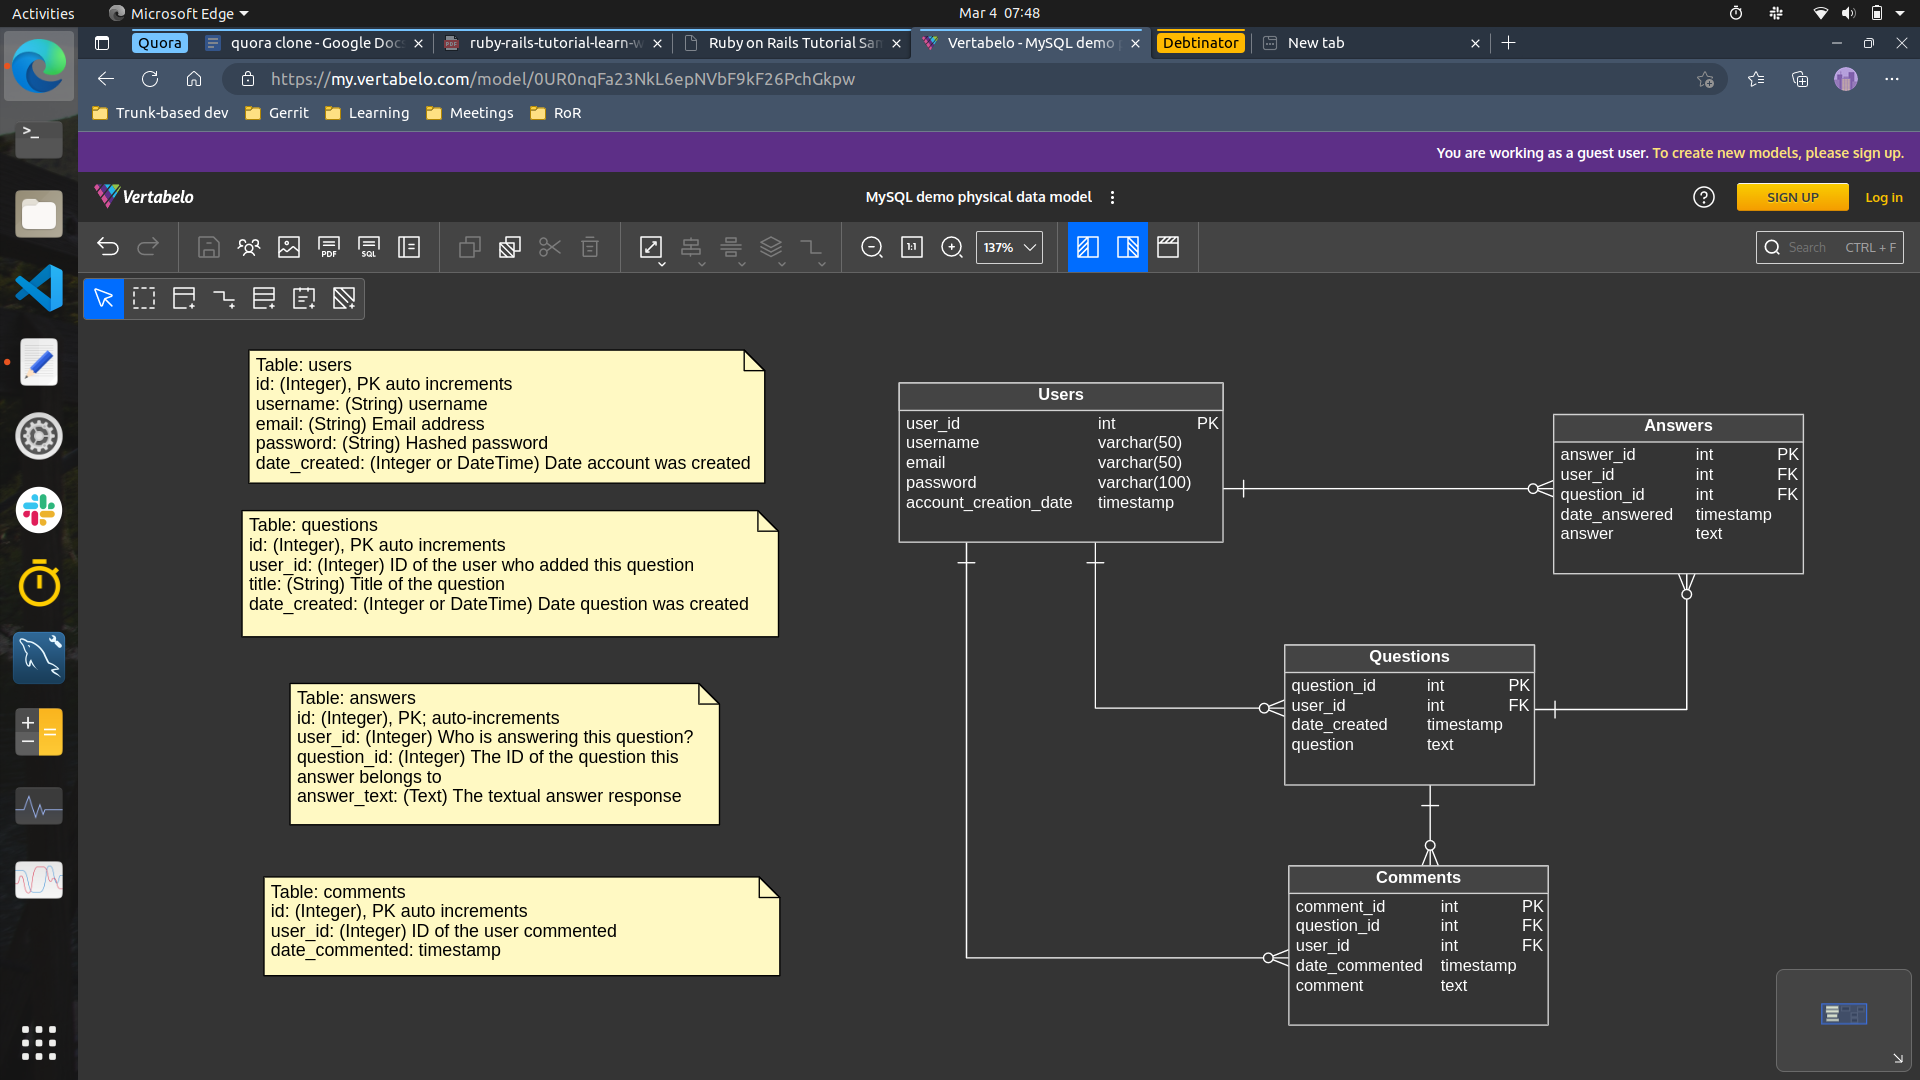 Activities
Microsoft Edge
Mar 4 07:48
Quora
quora clone - Google Docs
ruby-rails-tutorial-learn-w
Ruby on Rails Tutorial Sam
Vertabelo - MySQL demo p
Debtinator
New tab
https://my.vertabelo.com/model/0UR0nqFa23NkL6epNVbF9kF26PchGkpw
Trunk-based dev
Gerrit
Learning
Meetings
RoR
You are working as a guest user. To create new models, please sign up.
Vertabelo
MySQL demo physical data model
SIGN UP
Log in
PDF
SQL
1:1
137%
Search
CTRL + F
Table: users
id: (Integer), PK auto increments
username: (String) username
email: (String) Email address
password: (String) Hashed password
date_created: (Integer or DateTime) Date account was created
Table: questions
id: (Integer), PK auto increments
user_id: (Integer) ID of the user who added this question
title: (String) Title of the question
date_created: (Integer or DateTime) Date question was created
Table: answers
id: (Integer), PK; auto-increments
user_id: (Integer) Who is answering this question?
question_id: (Integer) The ID of the question this
answer belongs to
answer_text: (Text) The textual answer response
Table: comments
id: (Integer), PK auto increments
user_id: (Integer) ID of the user commented
date_commented: timestamp
Users
user_id int PK
username varchar(50)
email varchar(50)
password varchar(100)
account_creation_date timestamp
Answers
answer_id int PK
user_id int FK
question_id int FK
date_answered timestamp
answer text
Questions
question_id int PK
user_id int FK
date_created timestamp
question text
Comments
comment_id int PK
question_id int FK
user_id int FK
date_commented timestamp
comment text